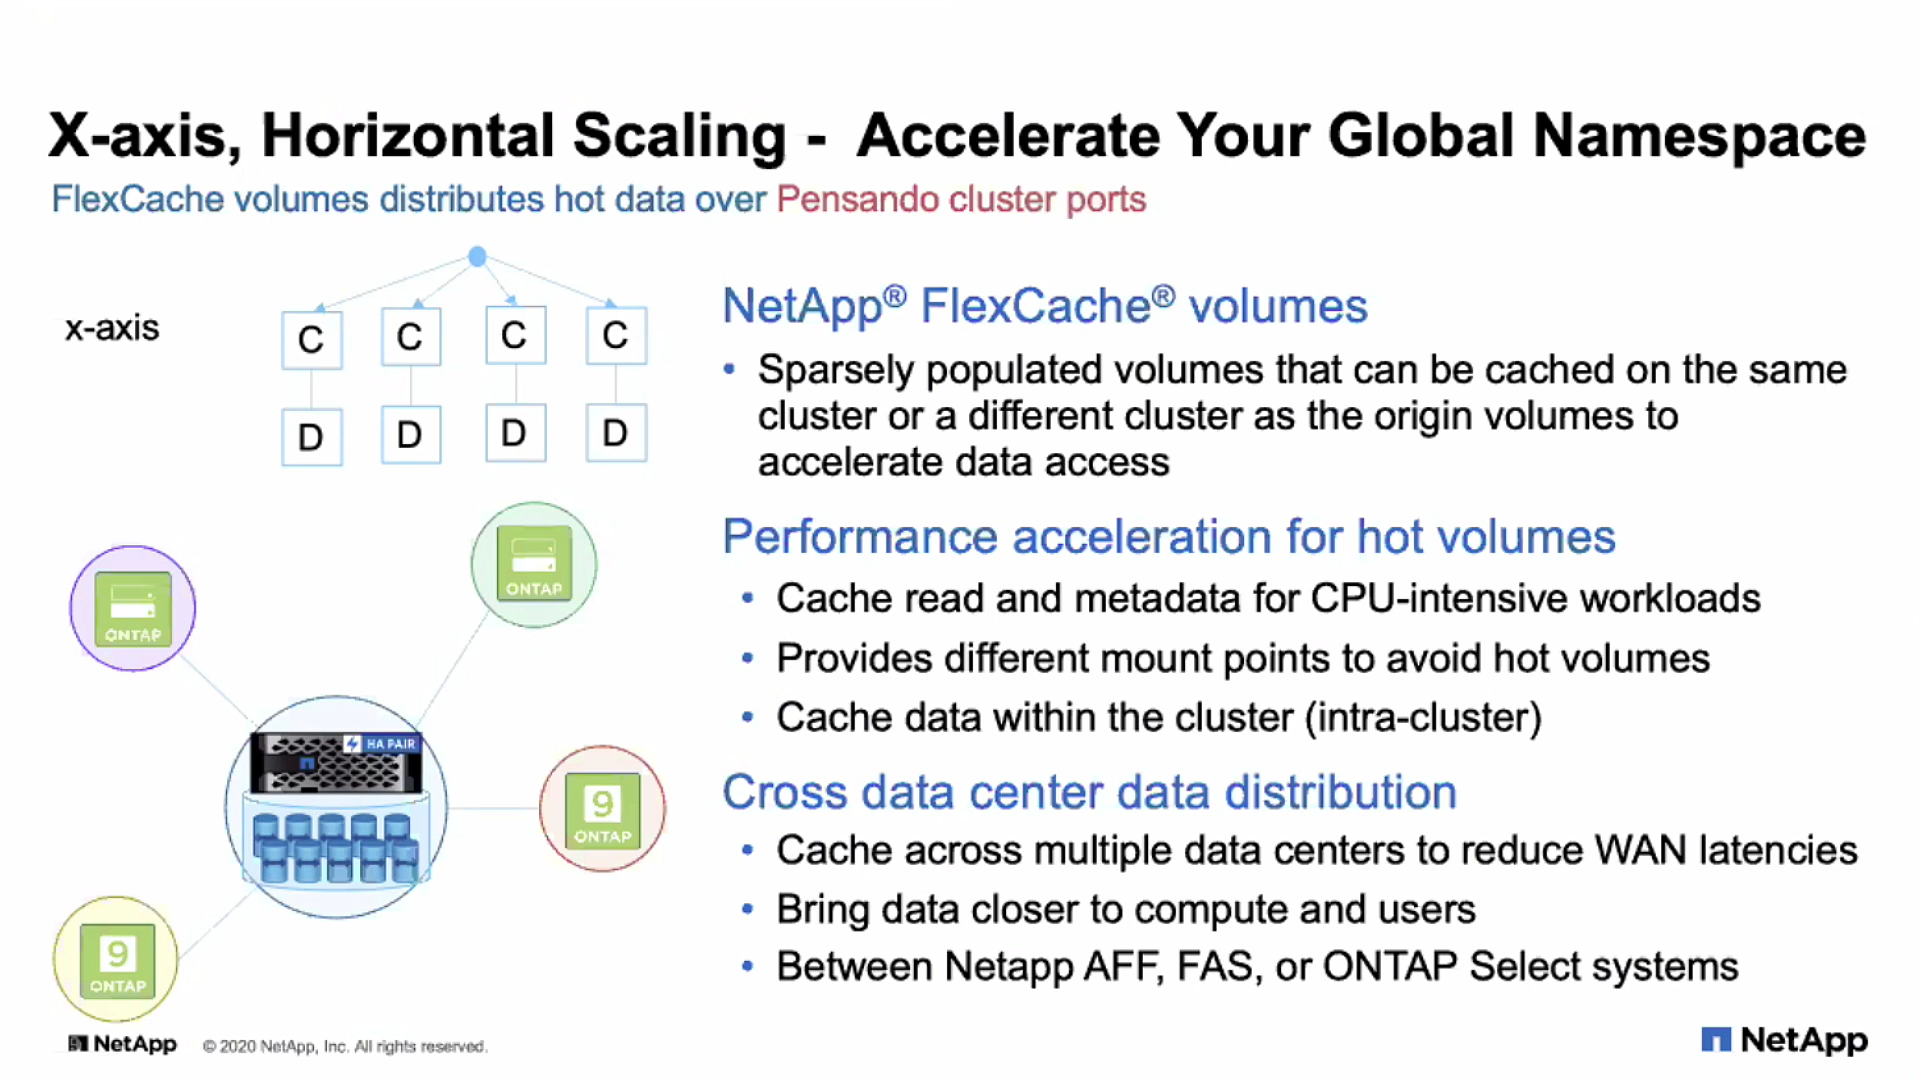 X-axis, Horizontal Scaling - Accelerate Your Global Namespace
FlexCache volumes distributes hot data over Pensando cluster ports
x-axis
C C C C
D D D D
ONTAP
ONTAP
HA PAIR
9
ONTAP
9
ONTAP
NetApp® FlexCache® volumes
• Sparsely populated volumes that can be cached on the same
cluster or a different cluster as the origin volumes to
accelerate data access
Performance acceleration for hot volumes
• Cache read and metadata for CPU-intensive workloads
• Provides different mount points to avoid hot volumes
• Cache data within the cluster (intra-cluster)
Cross data center data distribution
• Cache across multiple data centers to reduce WAN latencies
• Bring data closer to compute and users
• Between Netapp AFF, FAS, or ONTAP Select systems
NetApp © 2020 NetApp, Inc. All rights reserved.
NetApp